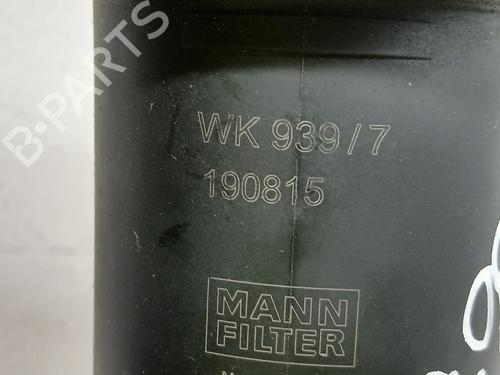 B-PARTS
WK 939/7
190815
MANN
FILTER